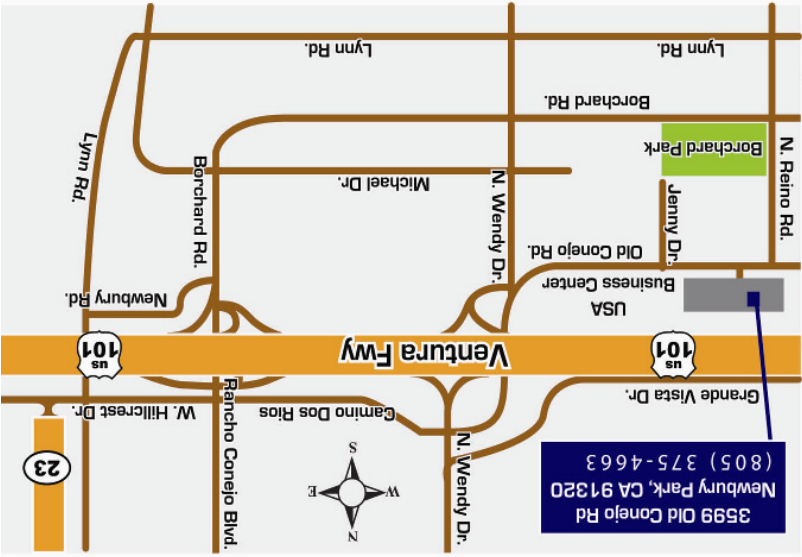 3599 Old Conejo Rd
Newbury Park, CA 91320
(805) 375-4663
N. Wendy Dr.
N
W
E
S
Rancho Conejo Blvd.
23
Grande Vista Dr.
Camino Dos Rios
W. Hillcrest Dr.
US
101
Ventura Fwy
US
101
USA
Business Center
Newbury Rd.
Old Conejo Rd.
Jenny Dr.
N. Reino Rd.
N. Wendy Dr.
Borchard Rd.
Michael Dr.
Lynn Rd.
Borchard Park
Borchard Rd.
Lynn Rd.
Lynn Rd.